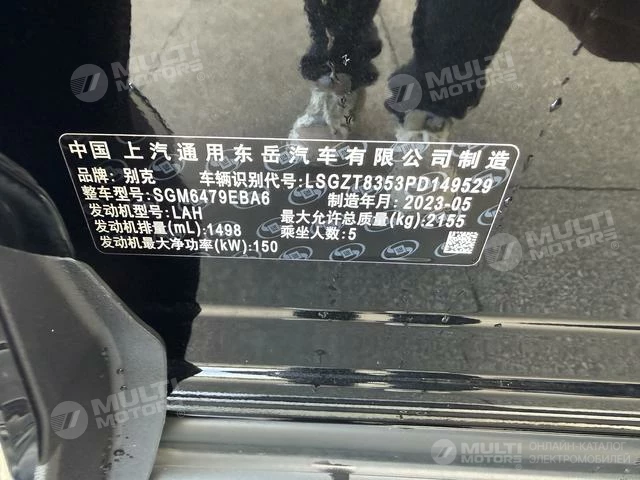 MULTI MOTORS
MULTI MOTORS
中国 上汽通用东岳汽车有限公司制造
品牌:别克 车辆识别代号:LSGZT8353PD149529
整车型号:SGM6479EBA6 制造年月:2023-05
发动机型号:LAH 最大允许总质量(kg):2155
发动机排量(mL):1498 乘坐人数:5
发动机最大净功率(kW):150
MULTI MOTORS
MULTI MOTORS
MULTI MOTORS ОНЛАЙН-КАТАЛОГ
ЭЛЕКТРОМОБИЛЕЙ